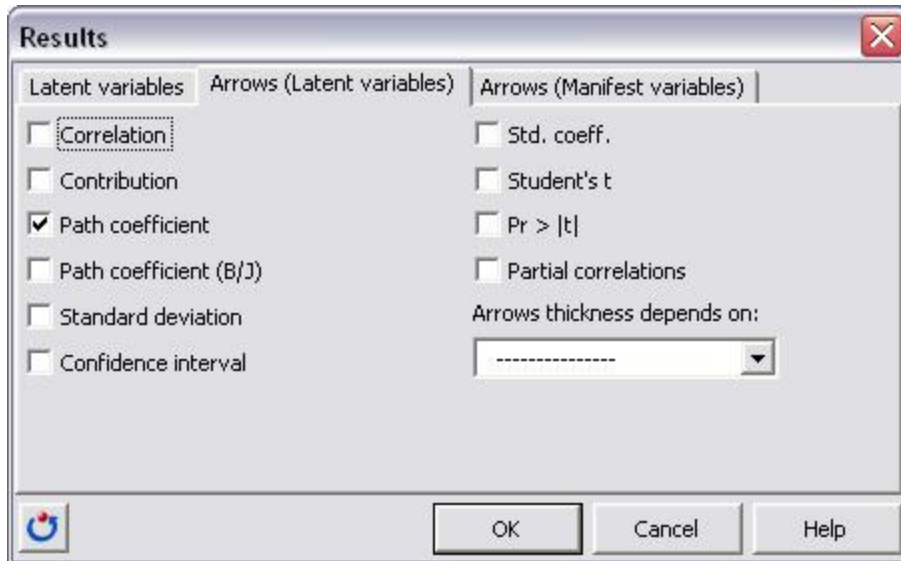 Results
Latent variables
Arrows (Latent variables)
Arrows (Manifest variables)
Correlation
Contribution
Path coefficient
Path coefficient (B/J)
Standard deviation
Confidence interval
Std. coeff.
Student's t
Pr > |t|
Partial correlations
Arrows thickness depends on:
---------------
OK
Cancel
Help